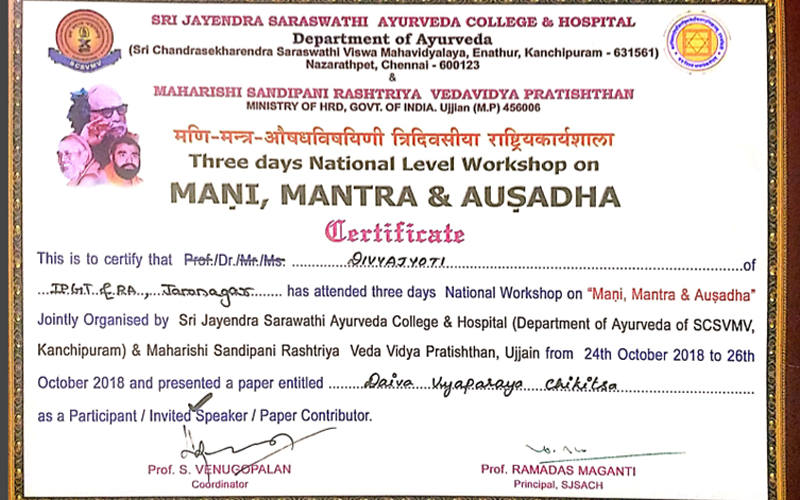 SRI JAYENDRA SARASWATHI AYURVEDA COLLEGE & HOSPITAL
Department of Ayurveda
(Sri Chandrasekharendra Saraswathi Viswa Mahavidyalaya, Enathur, Kanchipuram - 631561)
Nazarathpet, Chennai - 600123
&
MAHARISHI SANDIPANI RASHTRIYA VEDAVIDYA PRATISHTHAN
MINISTRY OF HRD, GOVT. OF INDIA. Ujjian (M.P) 456006
SCSVMV
मणि-मन्त्र-औषधविषयिणी त्रिदिवसीया राष्ट्रियकार्यशाला
Three days National Level Workshop on
MAṆI, MANTRA & AUṢADHA
Certificate
This is to certify that Prof./Dr./Mr./Ms. DIVYAJYOTI of
IPGT & RA, Jamnagar has attended three days National Workshop on "Maṇi, Mantra & Auṣadha"
Jointly Organised by Sri Jayendra Sarawathi Ayurveda College & Hospital (Department of Ayurveda of SCSVMV,
Kanchipuram) & Maharishi Sandipani Rashtriya Veda Vidya Pratishthan, Ujjain from 24th October 2018 to 26th
October 2018 and presented a paper entitled Daiva Vyaparaya Chikitsa
as a Participant / Invited Speaker / Paper Contributor.
Prof. S. VENUGOPALAN
Coordinator
Prof. RAMADAS MAGANTI
Principal, SJSACH